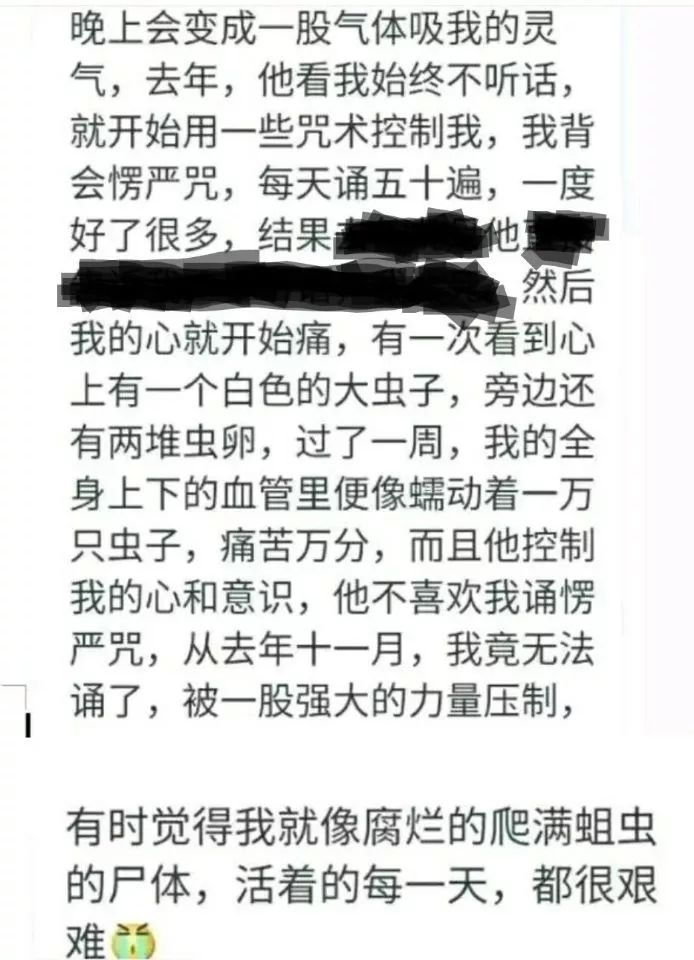 晚上会变成一股气体吸我的灵
气，去年，他看我始终不听话，
就开始用一些咒术控制我，我背
会愣严咒，每天诵五十遍，一度
好了很多，结果他
然后
我的心就开始痛，有一次看到心
上有一个白色的大虫子，旁边还
有两堆虫卵，过了一周，我的全
身上下的血管里便像蠕动着一万
只虫子，痛苦万分，而且他控制
我的心和意识，他不喜欢我诵愣
严咒，从去年十一月，我竟无法
诵了，被一股强大的力量压制，
有时觉得我就像腐烂的爬满蛆虫
的尸体，活着的每一天，都很艰
难